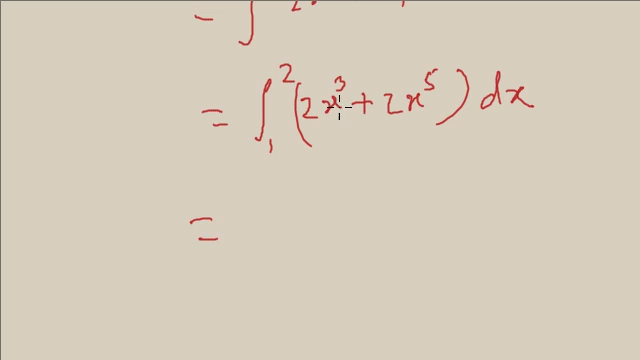 = ∫
= ∫₁² (2x³ + 2x⁵) dx
=